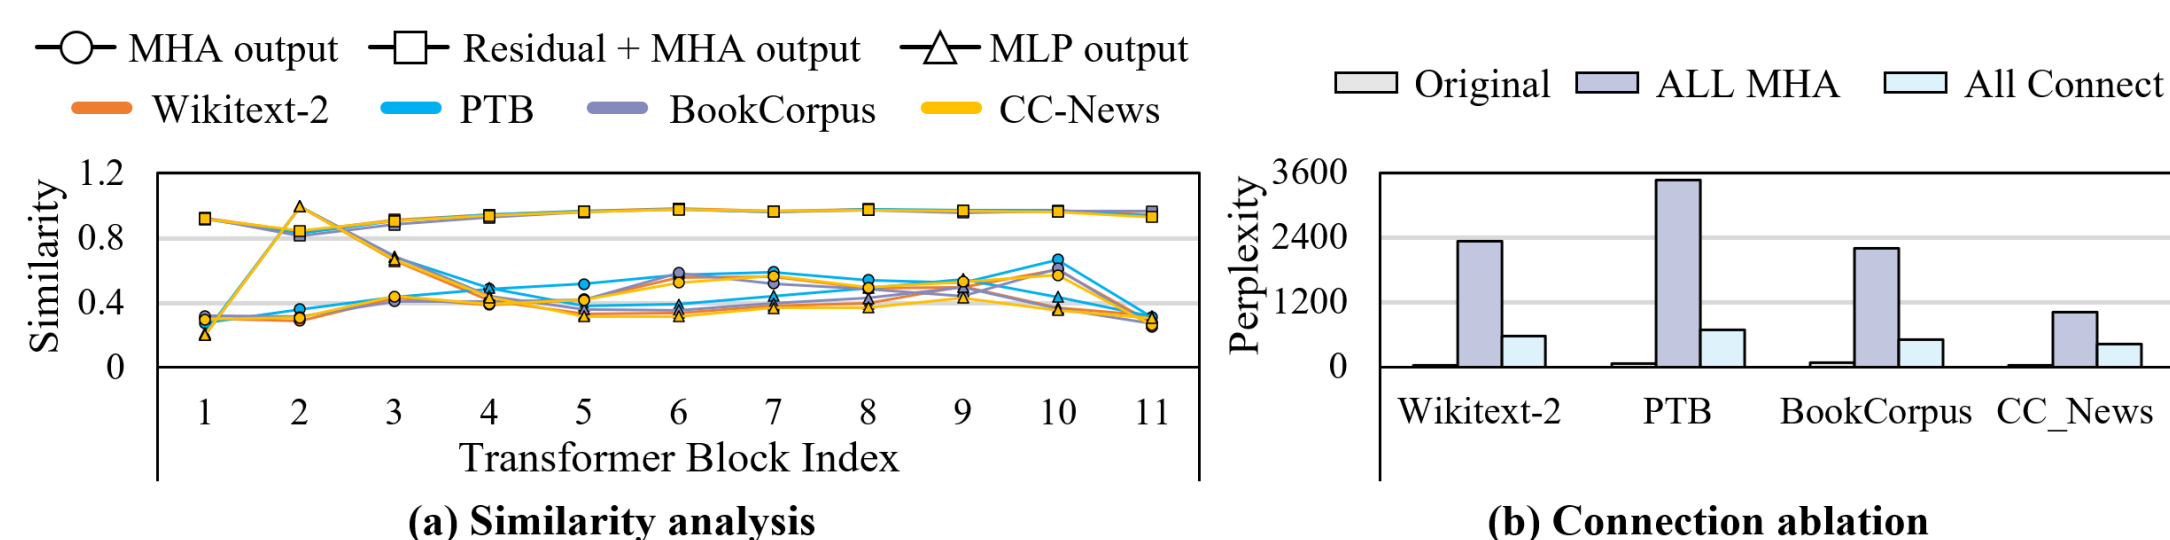 MHA output Residual + MHA output MLP output
Wikitext-2 PTB BookCorpus CC-News
Similarity
1.2
0.8
0.4
0
1 2 3 4 5 6 7 8 9 10 11
Transformer Block Index
(a) Similarity analysis
Original ALL MHA All Connect
Perplexity
3600
2400
1200
0
Wikitext-2 PTB BookCorpus CC_News
(b) Connection ablation